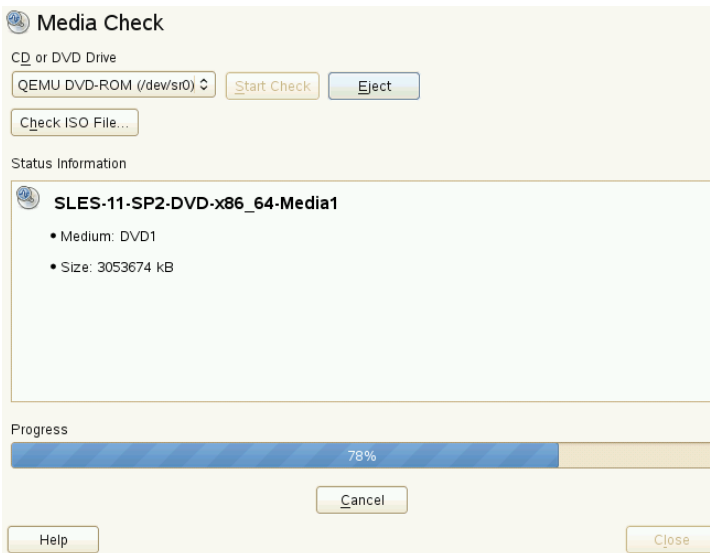 Media Check
CD or DVD Drive
QEMU DVD-ROM (/dev/sr0) Start Check Eject
Check ISO File...
Status Information
SLES-11-SP2-DVD-x86_64-Media1
• Medium: DVD1
• Size: 3053674 kB
Progress
78%
Cancel
Help Close